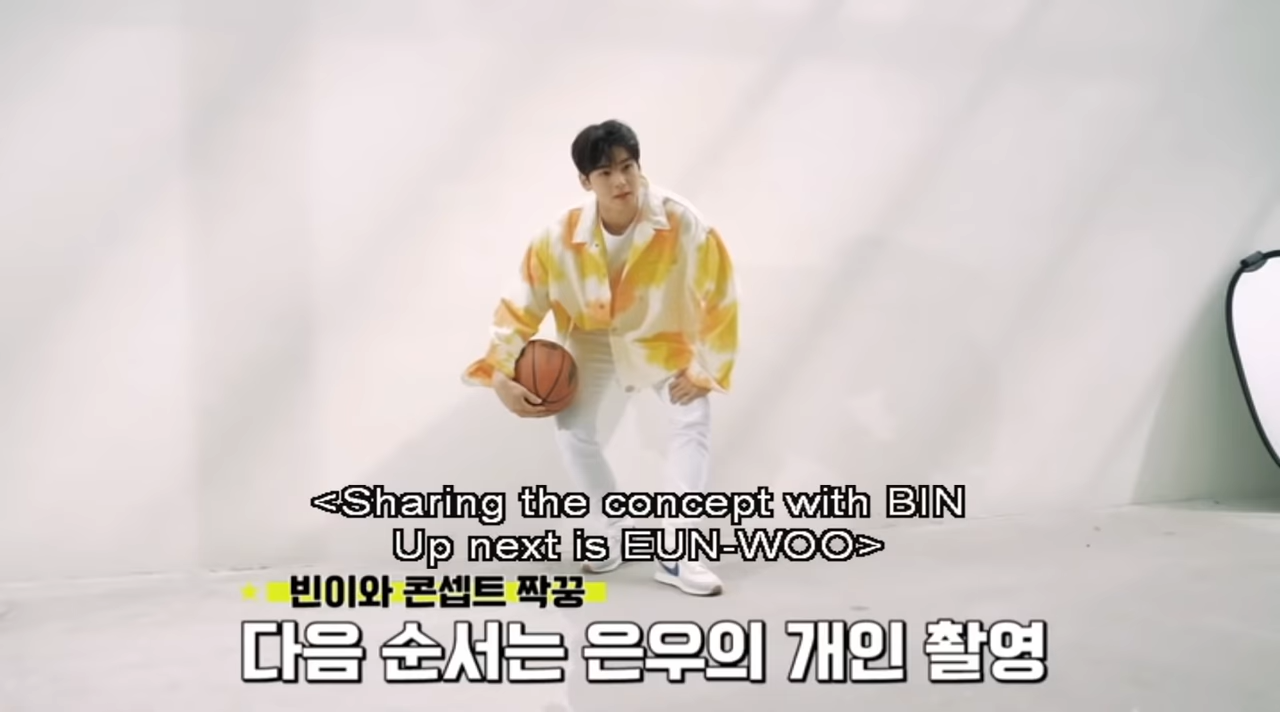 <Sharing the concept with BIN
Up next is EUN-WOO>
빈이와 콘셉트 짝꿍
다음 순서는 은우의 개인 촬영